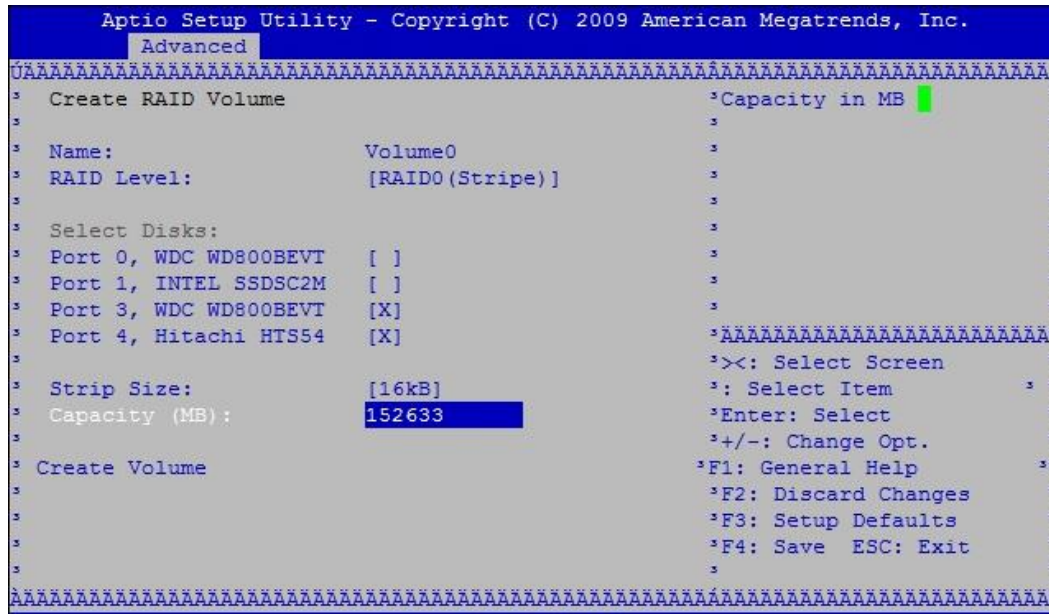 Aptio Setup Utility - Copyright (C) 2009 American Megatrends, Inc.
Advanced
Create RAID Volume
Capacity in MB
Name: Volume0
RAID Level: [RAID0(Stripe)]
Select Disks:
Port 0, WDC WD800BEVT [ ]
Port 1, INTEL SSDSC2M [ ]
Port 3, WDC WD800BEVT [X]
Port 4, Hitachi HTS54 [X]
Strip Size: [16kB]
Capacity (MB): 152633
Create Volume
><: Select Screen
: Select Item
Enter: Select
+/-: Change Opt.
F1: General Help
F2: Discard Changes
F3: Setup Defaults
F4: Save ESC: Exit